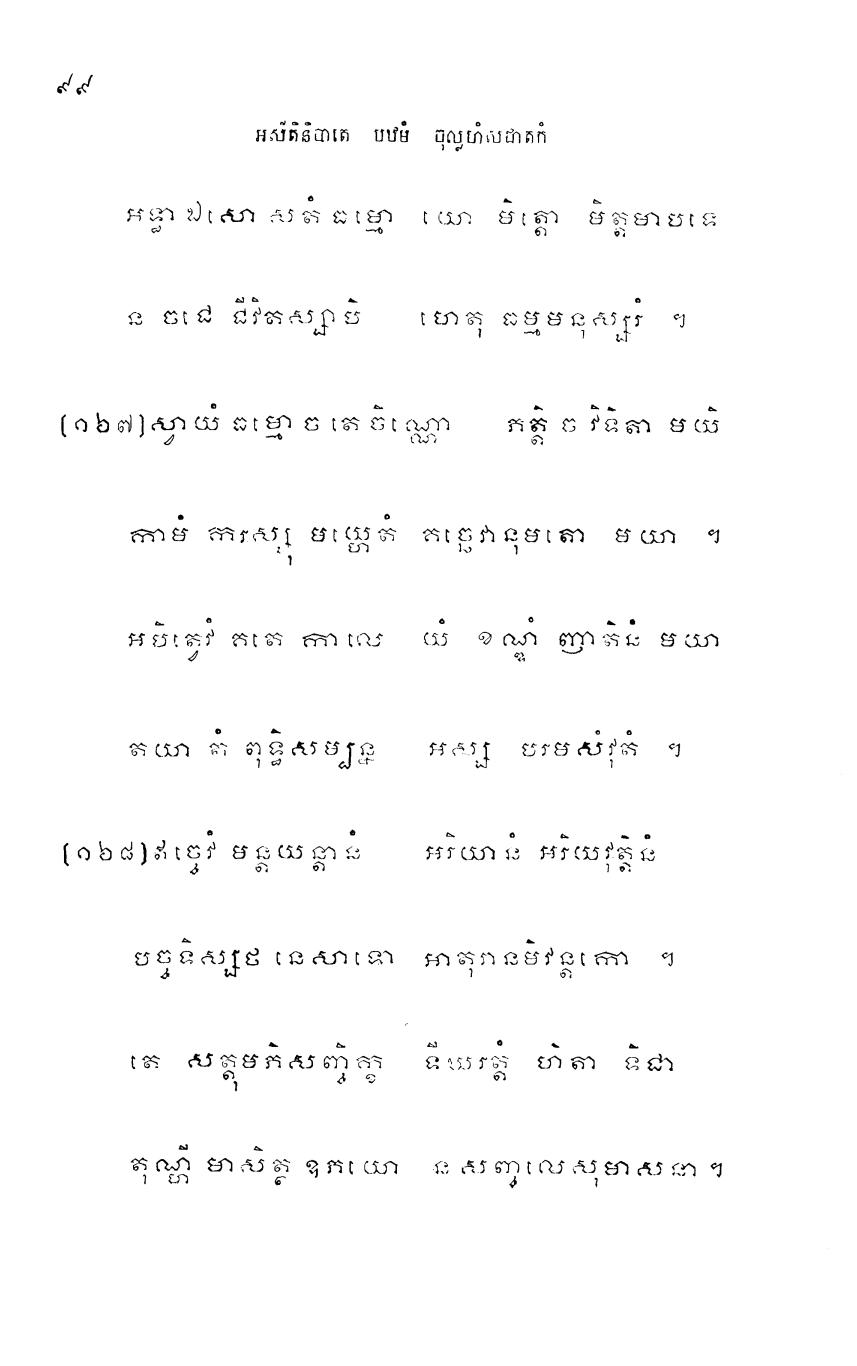 ៩៩
អសីតិនិបាតេ បឋមំ ចុល្លហំសជាតកំ
អទ្ធា ឯសោ សតំ ធម្មោ យោ មិត្តោ មិត្តមាបទេ
ន ចជេ ជីវិតស្សាបិ ហេតុ ធម្មមនុស្សរំ ។
(១៦៧) ស្វាយំ ធម្មោ ច តេ ចិណ្ណោ ភត្តិ ច វិទិតា មយិ
កាមំ ករស្សុ មយ្ហេតំ គច្ឆេវានុមតោ មយា ។
អបិត្វេវំ គតេ កាលេ យំ ខណ្ឌំ ញាតិនំ មយា
តយា តំ ពុទ្ធិសម្បន្ន អស្ស បរមសំវុតំ ។
(១៦៨) ឥច្ចេវំ មន្តយន្តានំ អរិយានំ អរិយវុត្តិនំ
បច្ចទិស្សថ នេសាទោ អាតុរានមិវន្តកោ ។
តេ សត្តុមភិសញ្ចិក្ខ ទីឃរត្តំ ហិតា ទិជា
តុណ្ហី មាសិត្ថ ឧភយោ ន សញ្ចលេសុមាសនា ។